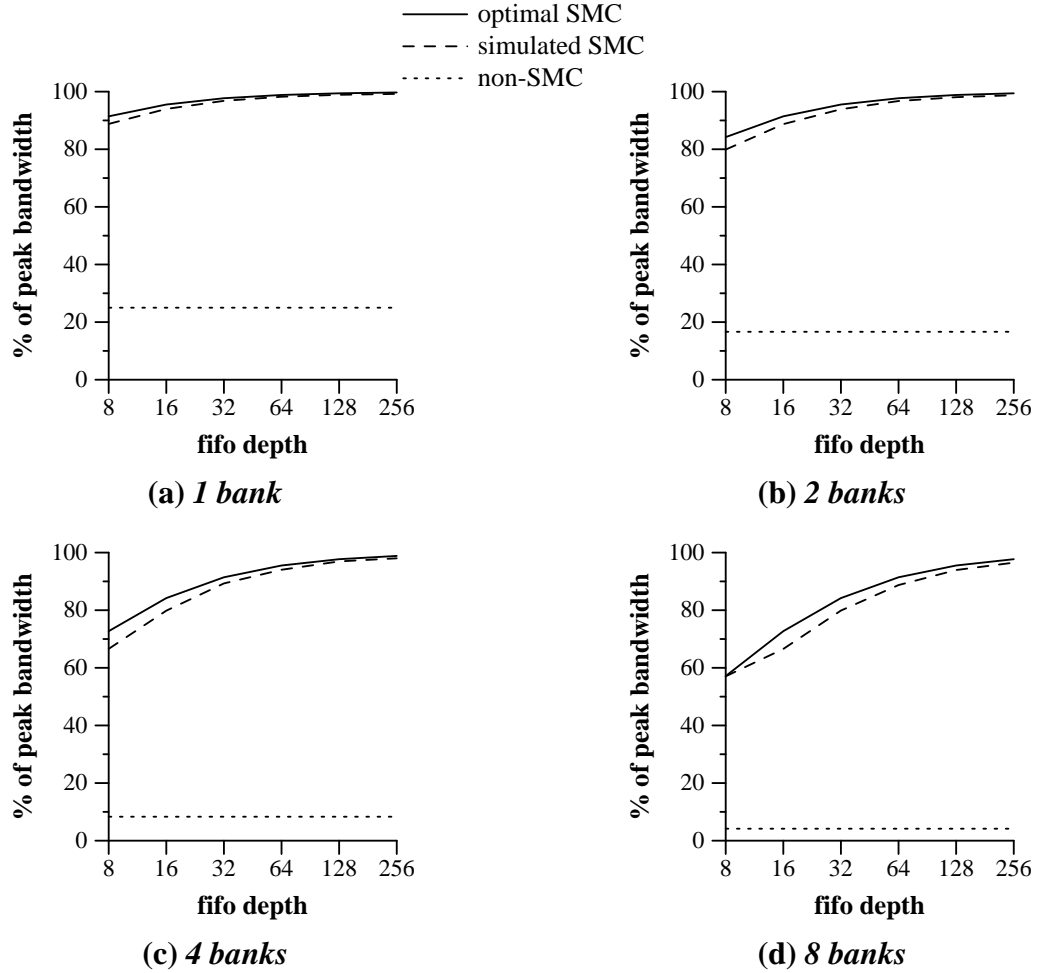 optimal SMC
simulated SMC
non-SMC
100
80
60
40
20
0
% of peak bandwidth
8 16 32 64 128 256
fifo depth
(a) 1 bank
100
80
60
40
20
0
% of peak bandwidth
8 16 32 64 128 256
fifo depth
(b) 2 banks
100
80
60
40
20
0
% of peak bandwidth
8 16 32 64 128 256
fifo depth
(c) 4 banks
100
80
60
40
20
0
% of peak bandwidth
8 16 32 64 128 256
fifo depth
(d) 8 banks